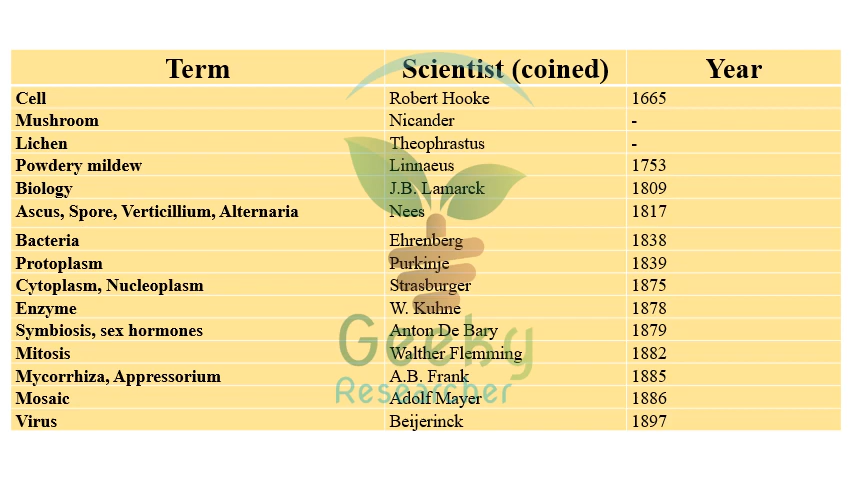 Term Scientist (coined) Year
Cell Robert Hooke 1665
Mushroom Nicander -
Lichen Theophrastus -
Powdery mildew Linnaeus 1753
Biology J.B. Lamarck 1809
Ascus, Spore, Verticillium, Alternaria Nees 1817
Bacteria Ehrenberg 1838
Protoplasm Purkinje 1839
Cytoplasm, Nucleoplasm Strasburger 1875
Enzyme W. Kuhne 1878
Symbiosis, sex hormones Anton De Bary 1879
Mitosis Walther Flemming 1882
Mycorrhiza, Appressorium A.B. Frank 1885
Mosaic Adolf Mayer 1886
Virus Beijerinck 1897
Geeky
Researcher